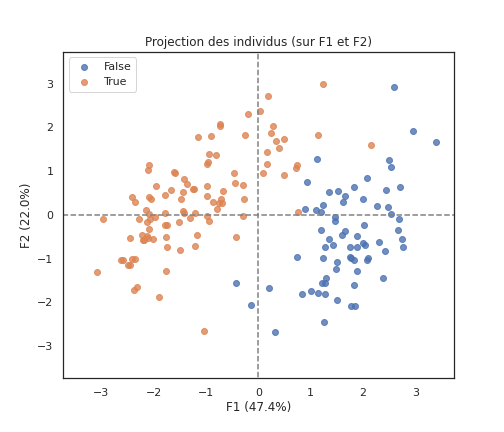 Projection des individus (sur F1 et F2)
False
True
3
2
1
0
−1
−2
−3
F2 (22.0%)
−3
−2
−1
0
1
2
3
F1 (47.4%)